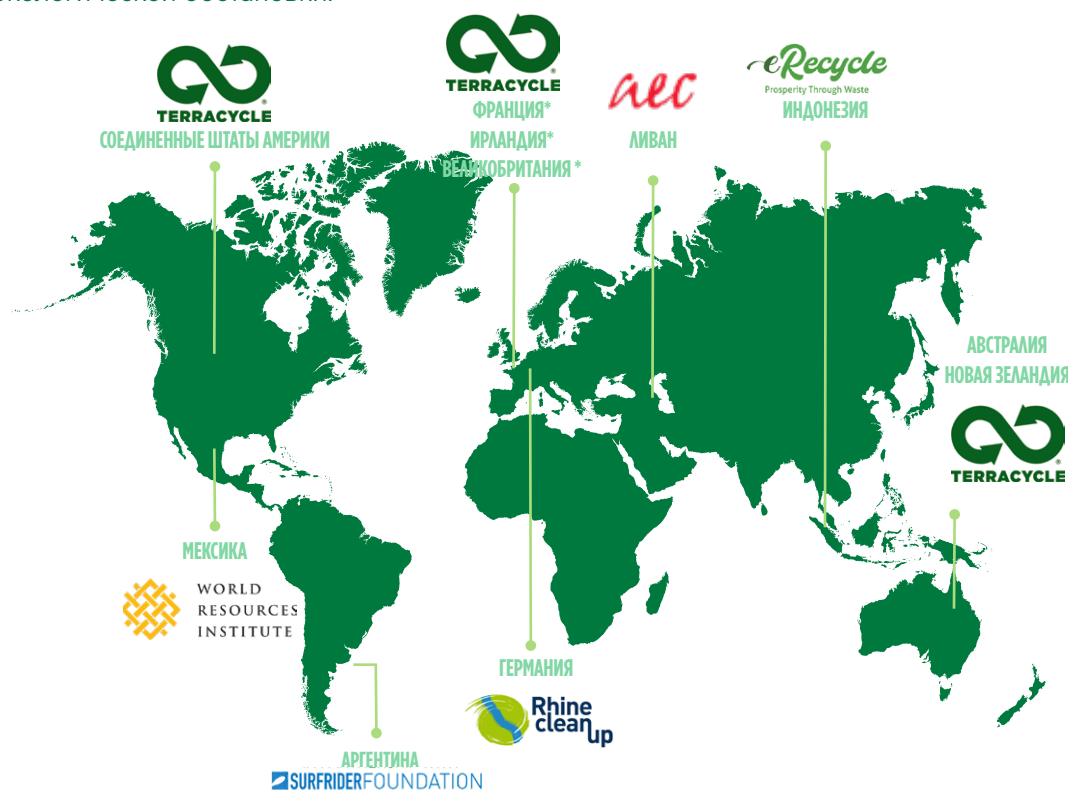 TERRACYCLE
СОЕДИНЕННЫЕ ШТАТЫ АМЕРИКИ
TERRACYCLE
ФРАНЦИЯ*
ИРЛАНДИЯ*
ВЕЛИКОБРИТАНИЯ *
aec
ЛИВАН
eRecycle
Prosperity Through Waste
ИНДОНЕЗИЯ
АВСТРАЛИЯ
НОВАЯ ЗЕЛАНДИЯ
TERRACYCLE
МЕКСИКА
WORLD
RESOURCES
INSTITUTE
ГЕРМАНИЯ
Rhine
clean
up
АРГЕНТИНА
SURFRIDERFOUNDATION